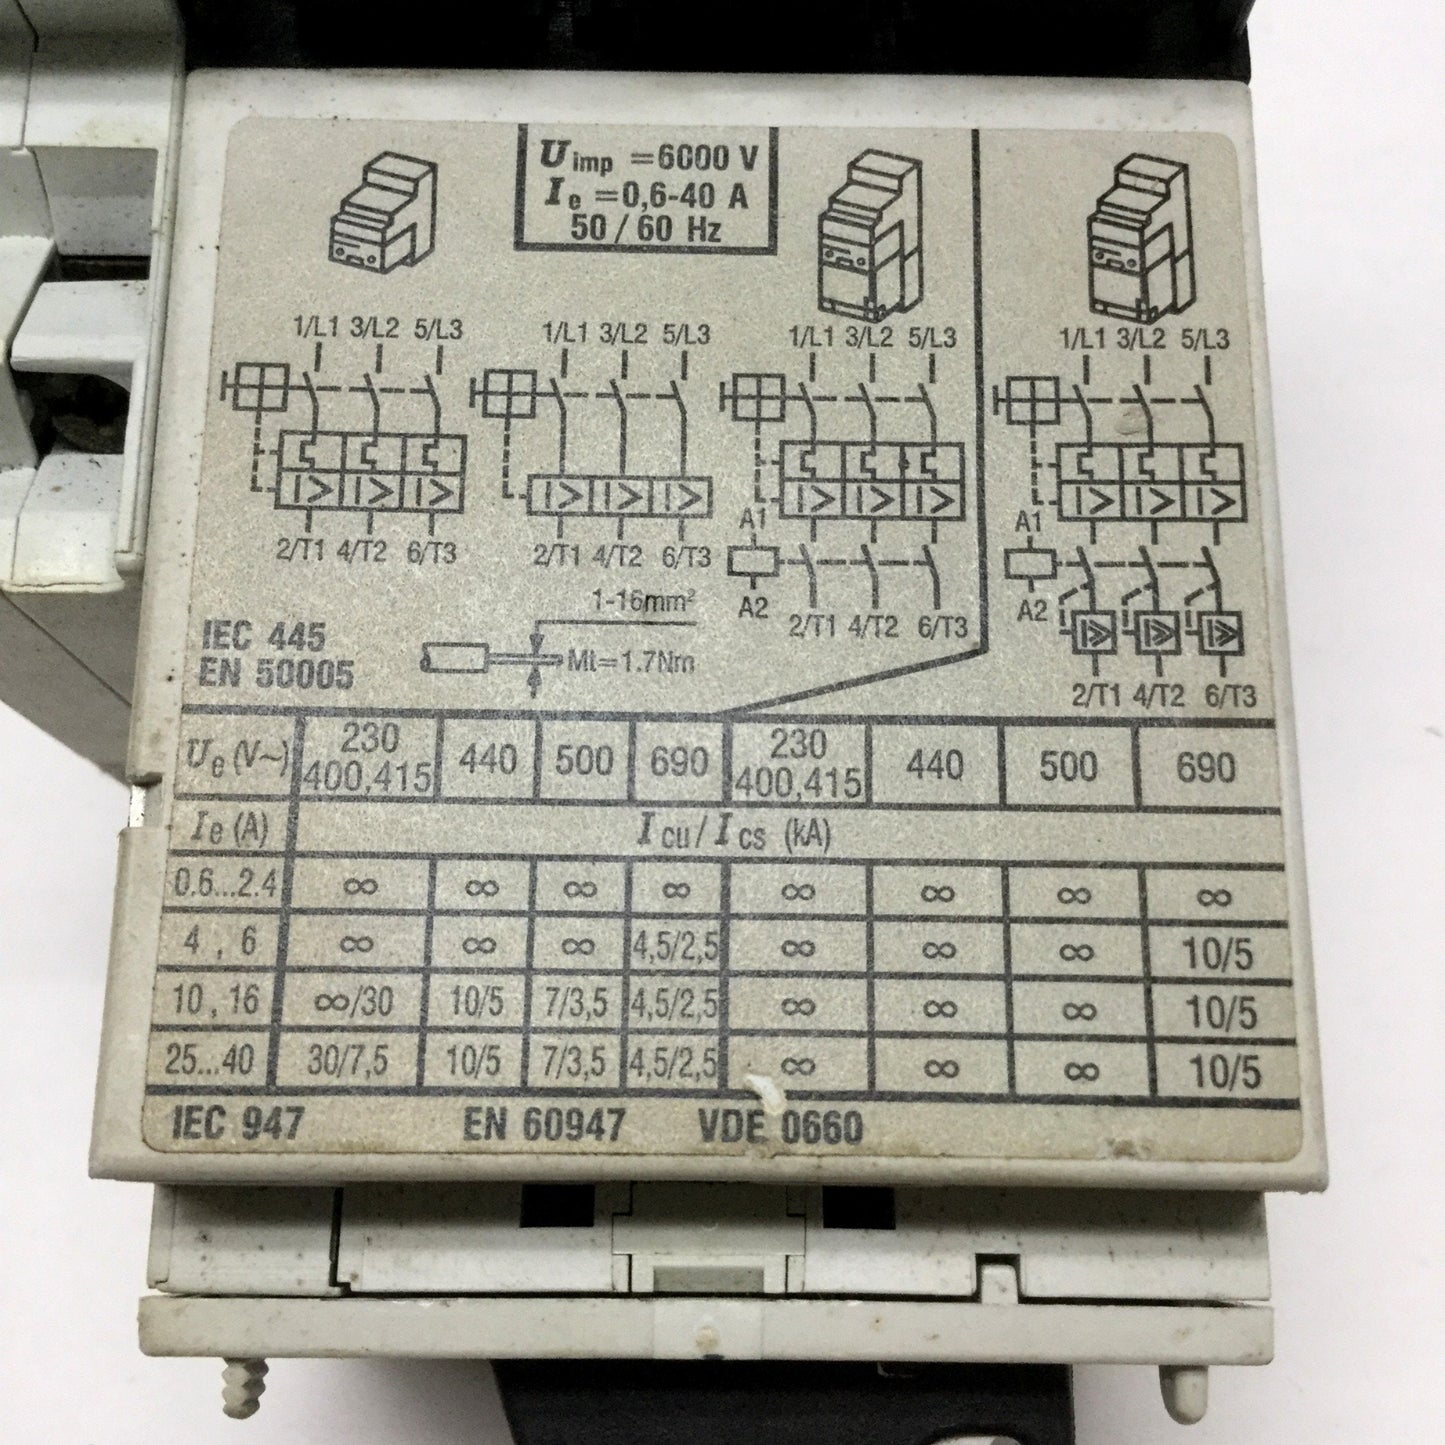 U imp =6000 V
I e =0,6-40 A
50 / 60 Hz
1/L1 3/L2 5/L3
1/L1 3/L2 5/L3
1/L1 3/L2 5/L3
1/L1 3/L2 5/L3
A1
A1
2/T1 4/T2 6/T3
2/T1 4/T2 6/T3
A2
2/T1 4/T2 6/T3
A2
2/T1 4/T2 6/T3
1-16mm²
Mt=1.7Nm
IEC 445
EN 50005
Ue (V~) 230 400,415 440 500 690 230 400,415 440 500 690
Ie (A) Icu / Ics (kA)
0.6...2.4 ∞ ∞ ∞ ∞ ∞ ∞ ∞ ∞
4 , 6 ∞ ∞ ∞ 4,5/2,5 ∞ ∞ ∞ 10/5
10 , 16 ∞/30 10/5 7/3,5 4,5/2,5 ∞ ∞ ∞ 10/5
25...40 30/7,5 10/5 7/3,5 4,5/2,5 ∞ ∞ ∞ 10/5
IEC 947 EN 60947 VDE 0660